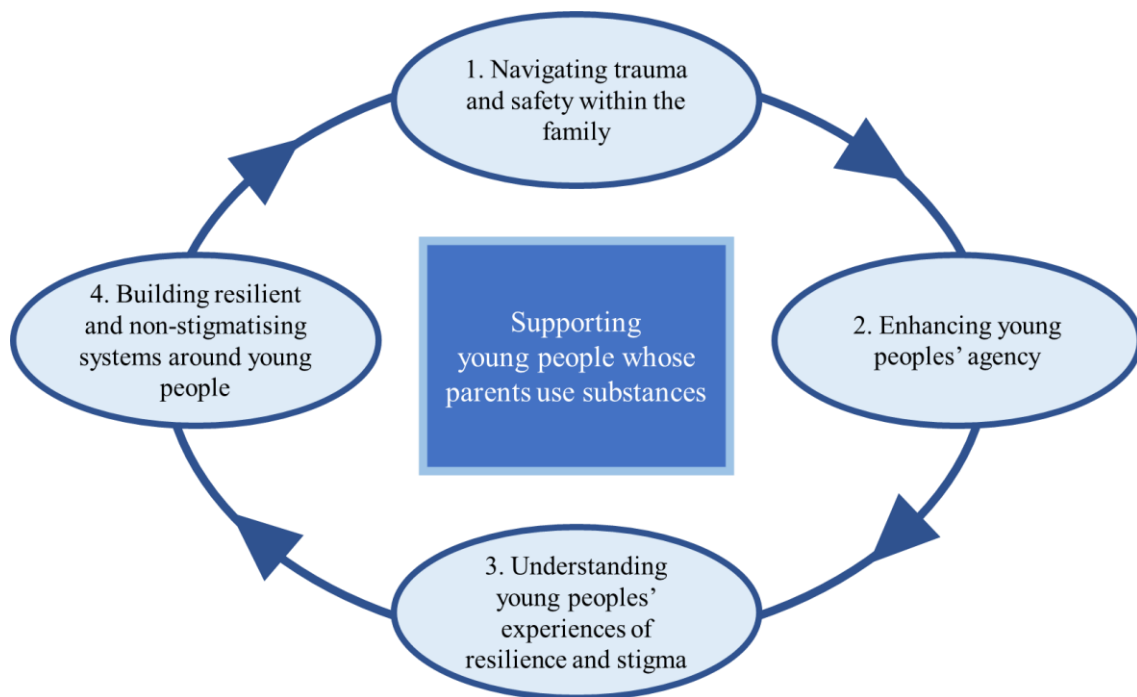 1. Navigating trauma
and safety within the
family
2. Enhancing young
peoples’ agency
3. Understanding
young peoples’
experiences of
resilience and stigma
4. Building resilient
and non-stigmatising
systems around young
people
Supporting
young people whose
parents use substances